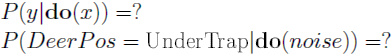 P(y|do(x)) =?
P(DeerPos = UnderTrap|do(noise)) =?